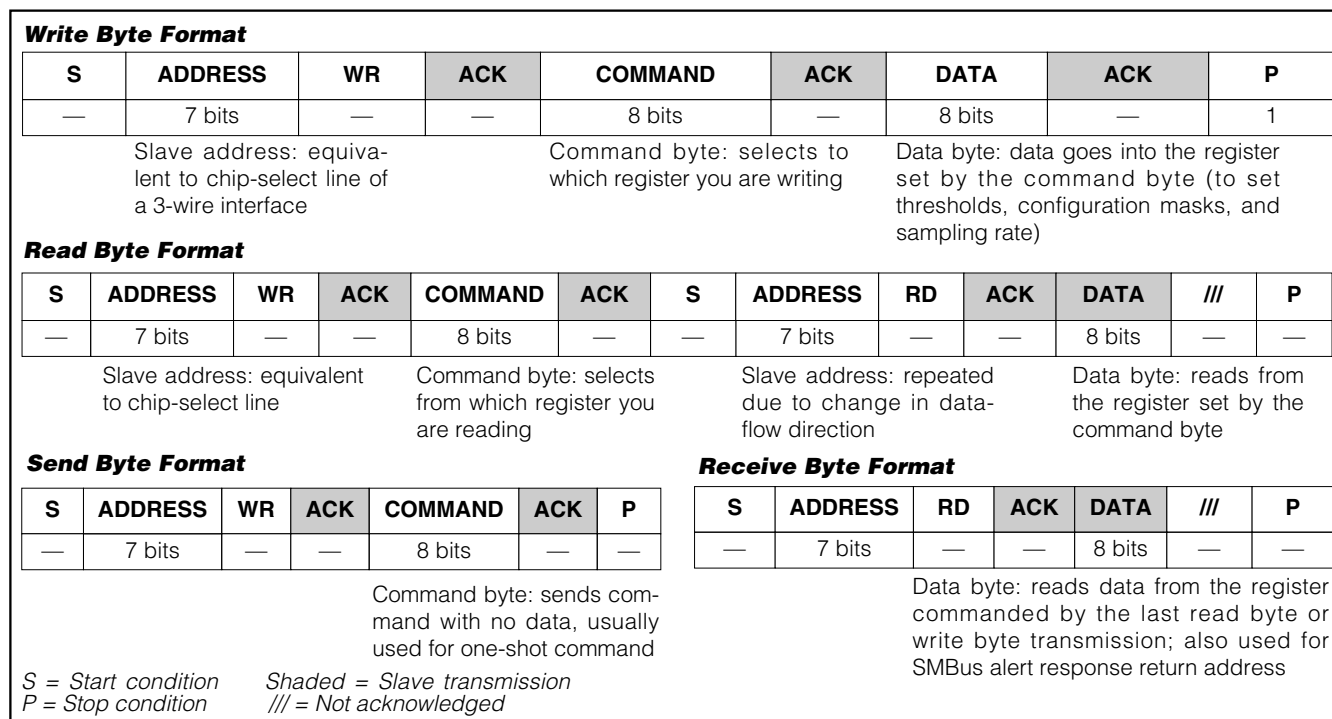 Write Byte Format
S ADDRESS WR ACK COMMAND ACK DATA ACK P
— 7 bits — — 8 bits — 8 bits — 1
Slave address: equiva-
lent to chip-select line of
a 3-wire interface
Command byte: selects to
which register you are writing
Data byte: data goes into the register
set by the command byte (to set
thresholds, configuration masks, and
sampling rate)
Read Byte Format
S ADDRESS WR ACK COMMAND ACK S ADDRESS RD ACK DATA /// P
— 7 bits — — 8 bits — — 7 bits — — 8 bits — —
Slave address: equivalent
to chip-select line
Command byte: selects
from which register you
are reading
Slave address: repeated
due to change in data-
flow direction
Data byte: reads from
the register set by the
command byte
Send Byte Format
S ADDRESS WR ACK COMMAND ACK P
— 7 bits — — 8 bits — —
Command byte: sends com-
mand with no data, usually
used for one-shot command
Receive Byte Format
S ADDRESS RD ACK DATA /// P
— 7 bits — — 8 bits — —
Data byte: reads data from the register
commanded by the last read byte or
write byte transmission; also used for
SMBus alert response return address
S = Start condition Shaded = Slave transmission
P = Stop condition /// = Not acknowledged